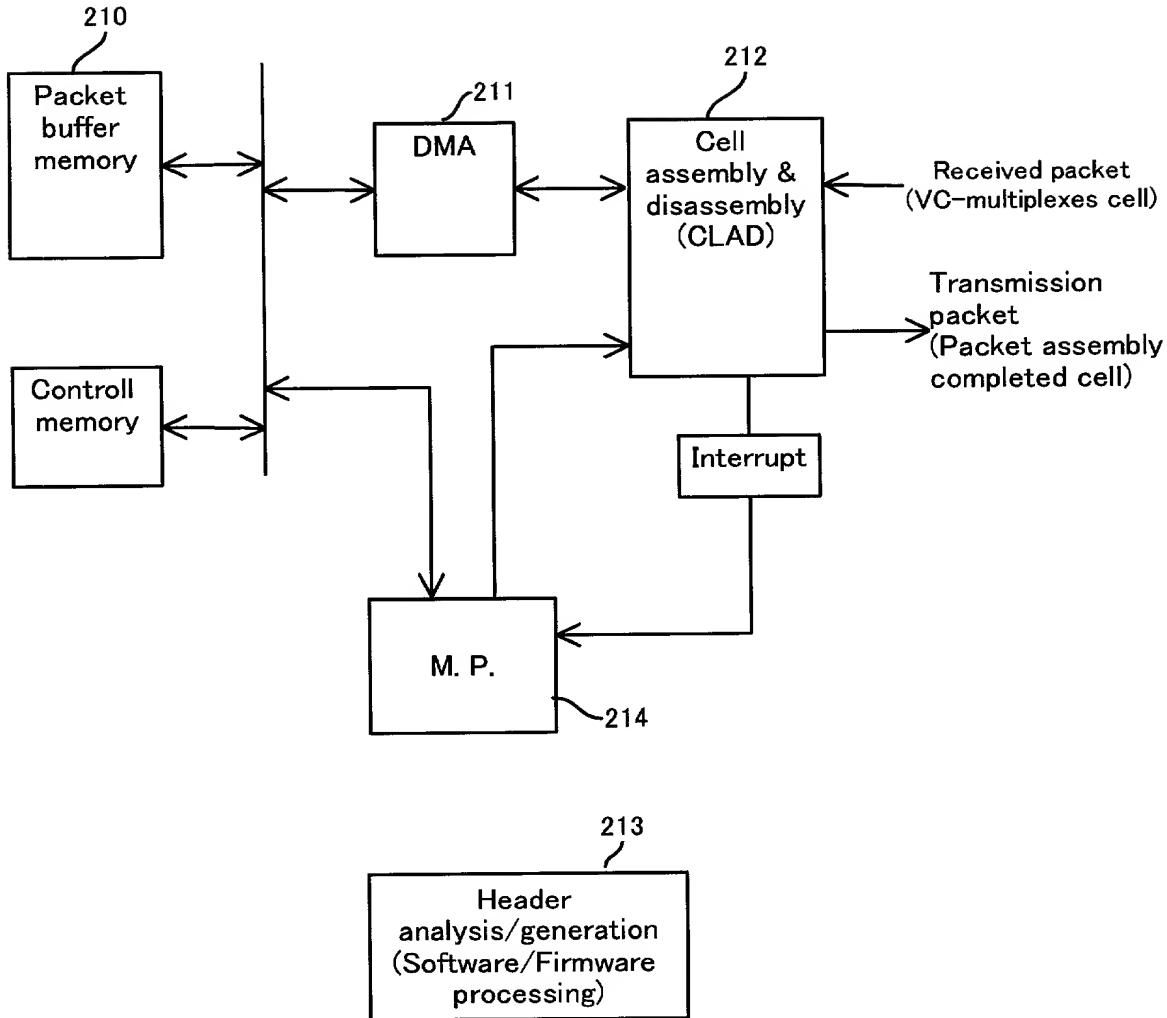 210
Packet
buffer
memory
211
DMA
212
Cell
assembly &
disassembly
(CLAD)
Received packet
(VC-multiplexes cell)
Transmission
packet
(Packet assembly
completed cell)
Controll
memory
Interrupt
M. P.
214
213
Header
analysis/generation
(Software/Firmware
processing)